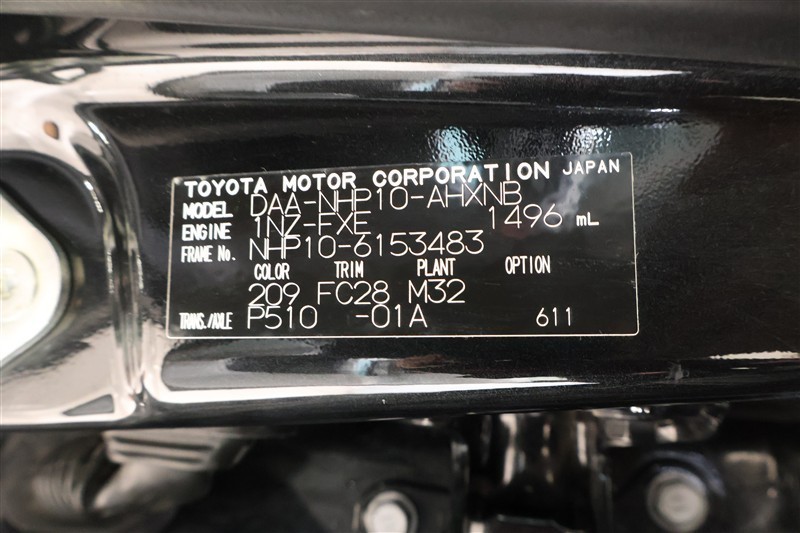 TOYOTA MOTOR CORPORATION JAPAN
MODEL DAA-NHP10-AHXNB
ENGINE 1NZ-FXE 1496 mL
FRAME No. NHP10-6153483
COLOR TRIM PLANT OPTION
209 FC28 M32
TRANS./AXLE P510 -01A 611